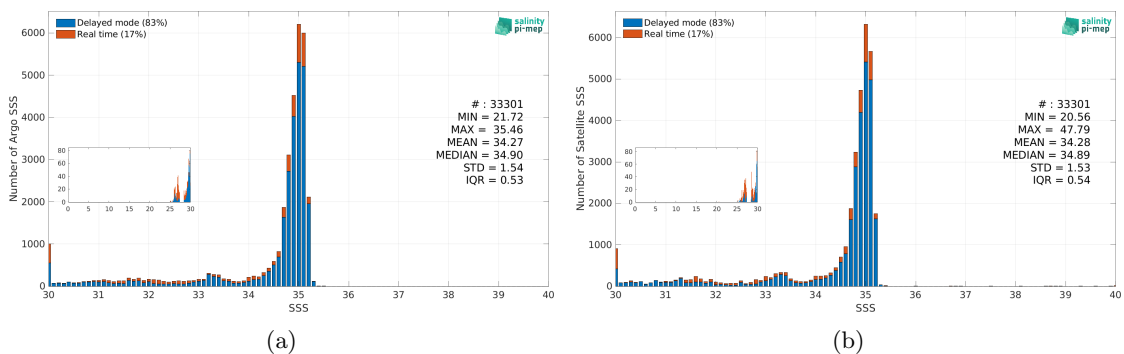 Delayed mode (83%)
Real time (17%)
salinity
pi-mep
Number of Argo SSS
6000
5000
4000
3000
2000
1000
0
# : 33301
MIN = 21.72
MAX = 35.46
MEAN = 34.27
MEDIAN = 34.90
STD = 1.54
IQR = 0.53
80
60
40
20
0
0 5 10 15 20 25 30
30 31 32 33 34 35 36 37 38 39 40
SSS
(a)
Delayed mode (83%)
Real time (17%)
salinity
pi-mep
Number of Satellite SSS
6000
5000
4000
3000
2000
1000
0
# : 33301
MIN = 20.56
MAX = 47.79
MEAN = 34.28
MEDIAN = 34.89
STD = 1.53
IQR = 0.54
80
60
40
20
0
0 5 10 15 20 25 30
30 31 32 33 34 35 36 37 38 39 40
SSS
(b)